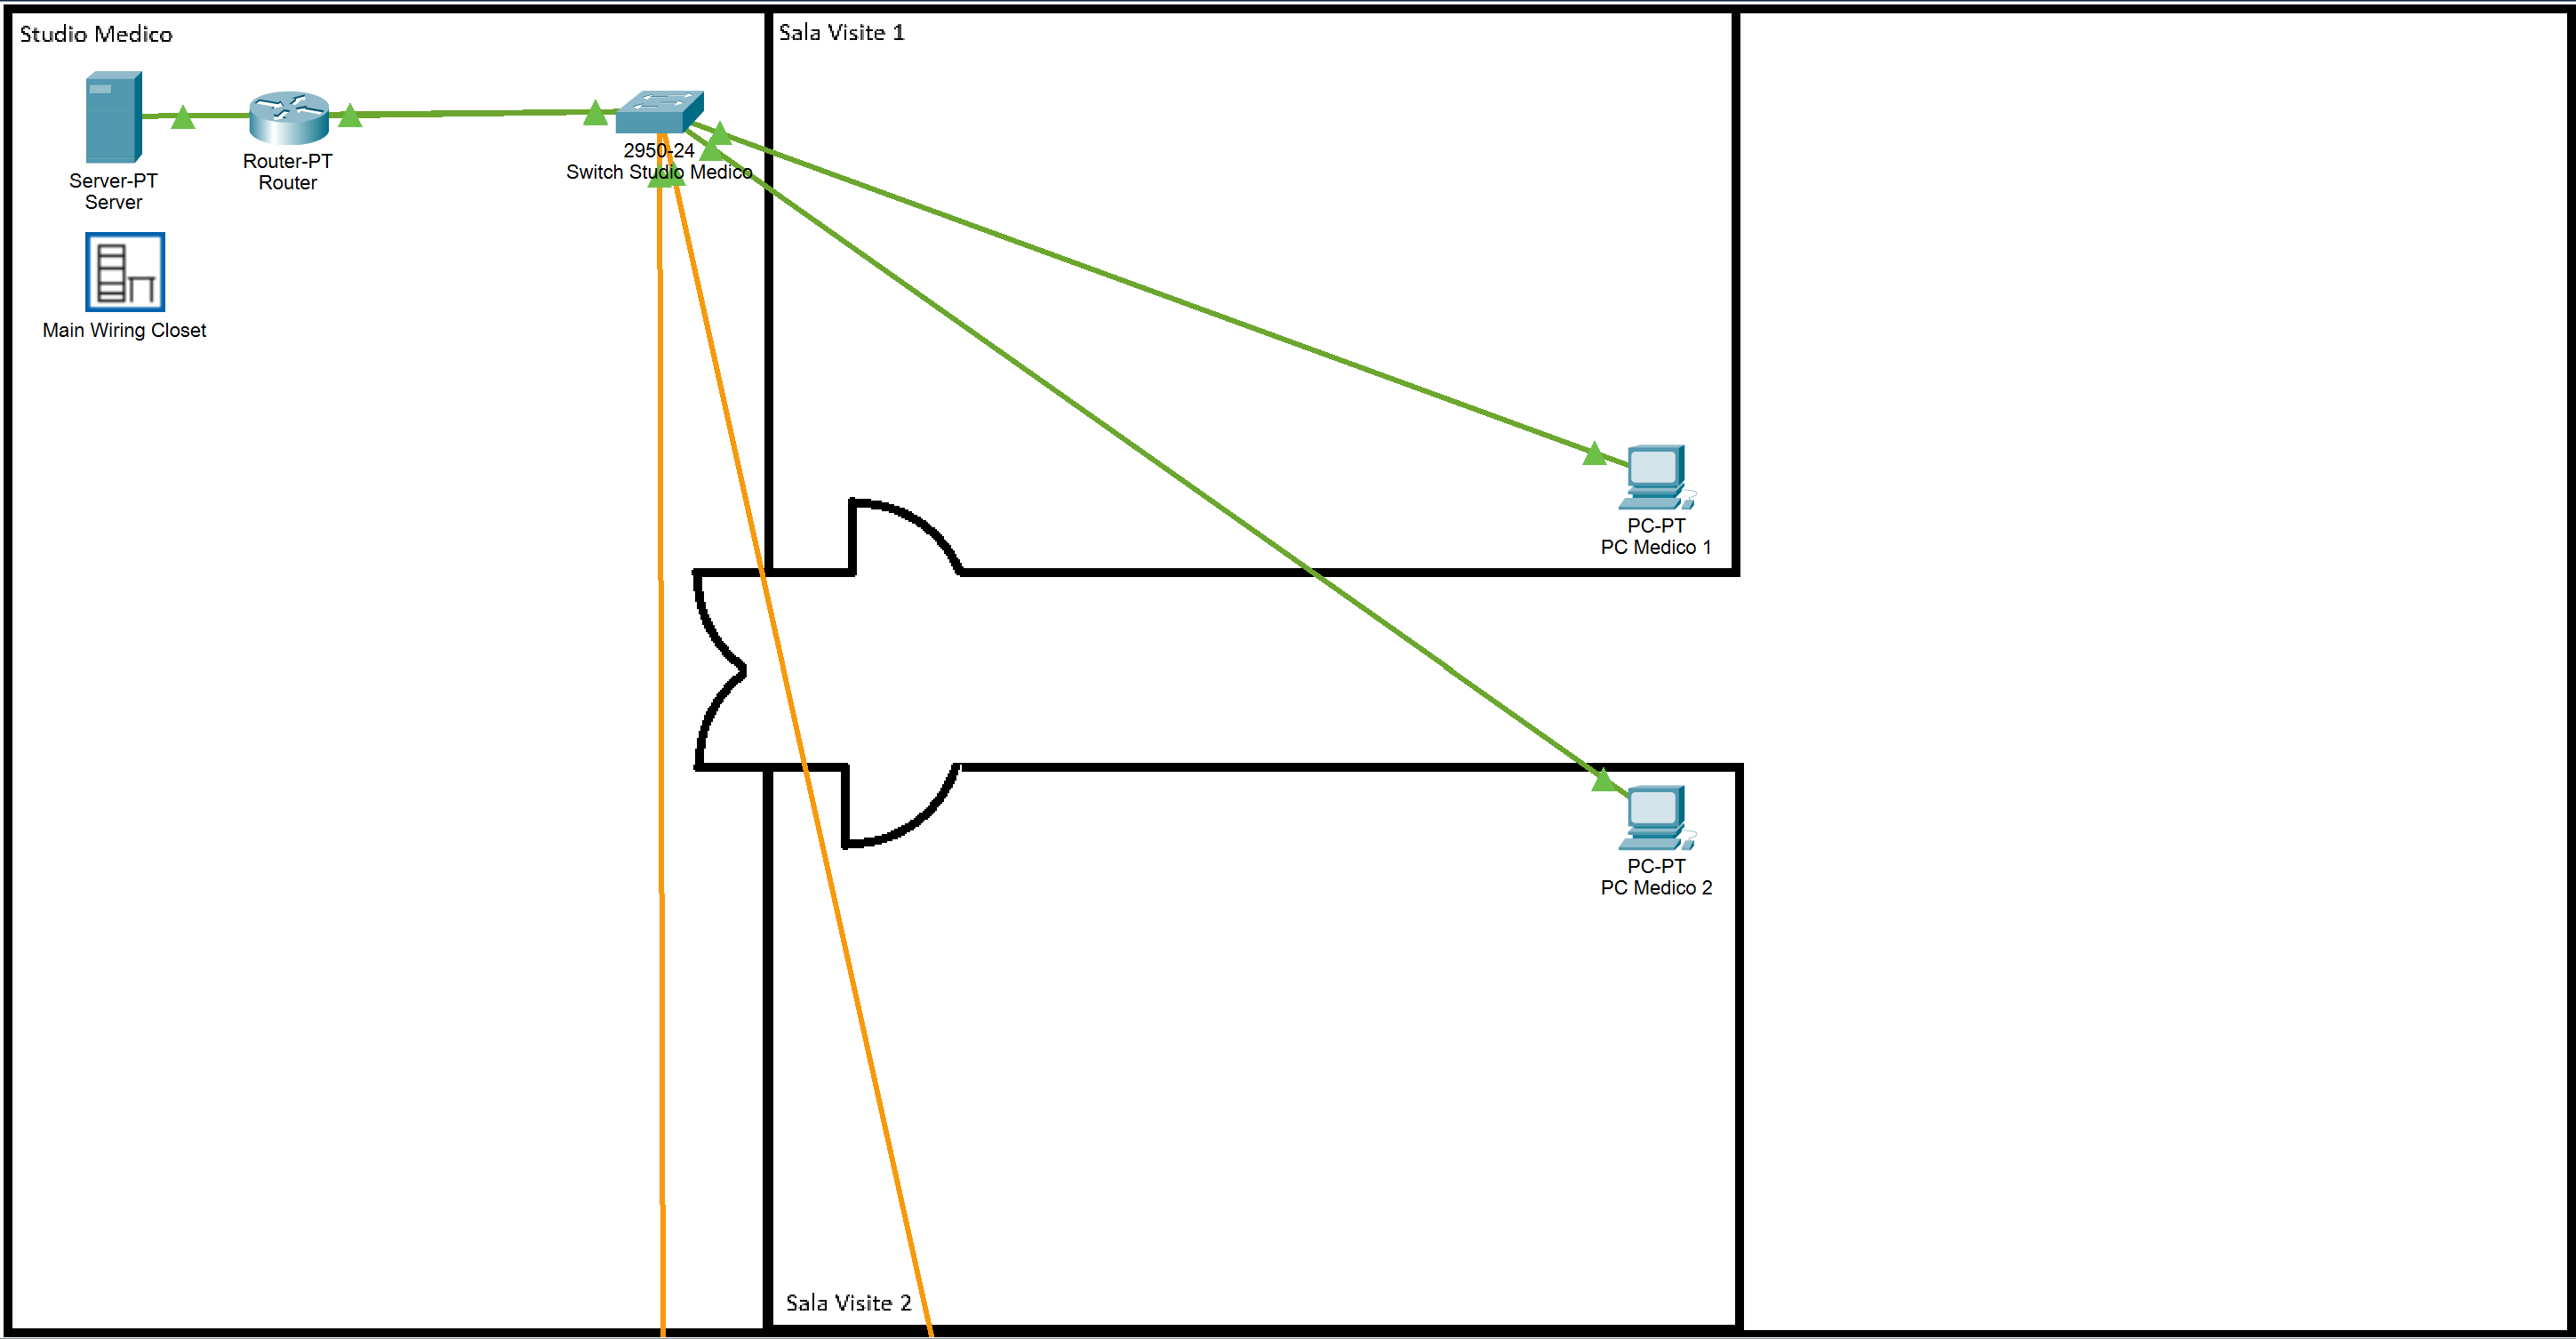 Studio Medico
Sala Visite 1
Server-PT
Server
Router-PT
Router
2950-24
Switch Studio Medico
Main Wiring Closet
PC-PT
PC Medico 1
PC-PT
PC Medico 2
Sala Visite 2